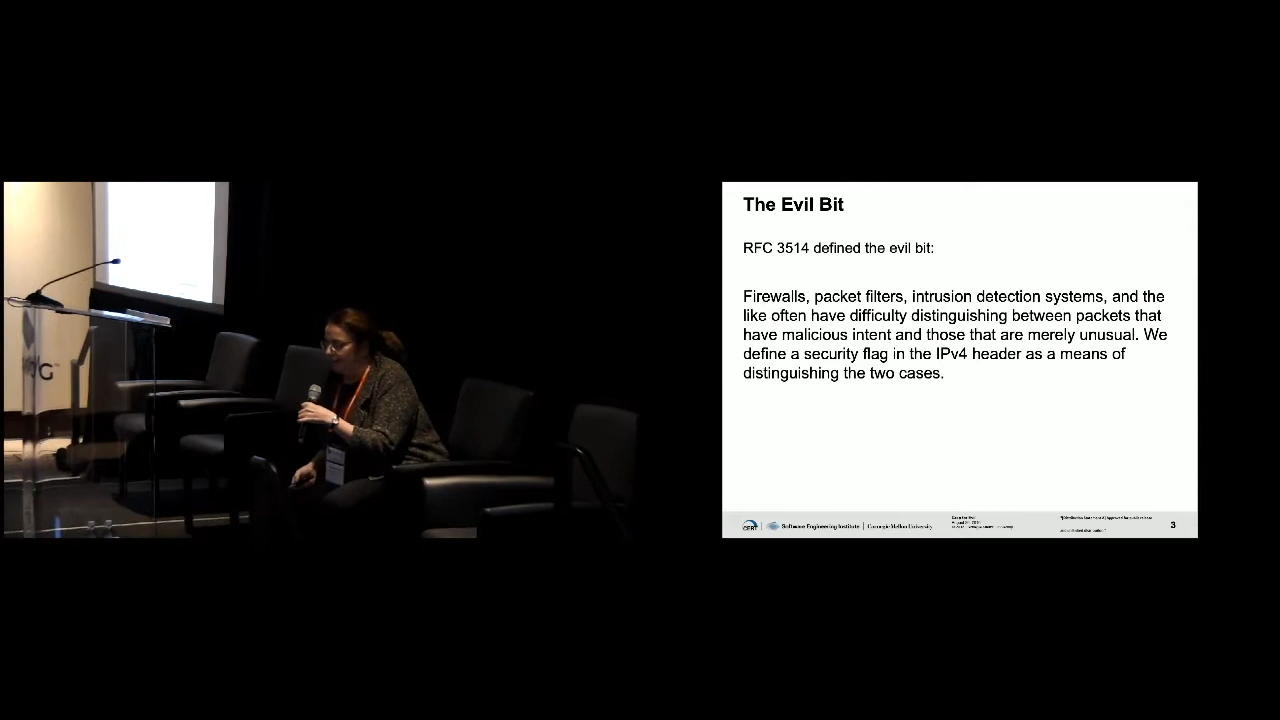 G
The Evil Bit
RFC 3514 defined the evil bit:
Firewalls, packet filters, intrusion detection systems, and the
like often have difficulty distinguishing between packets that
have malicious intent and those that are merely unusual. We
define a security flag in the IPv4 header as a means of
distinguishing the two cases.
CERT
Software Engineering Institute
Carnegie Mellon University
3